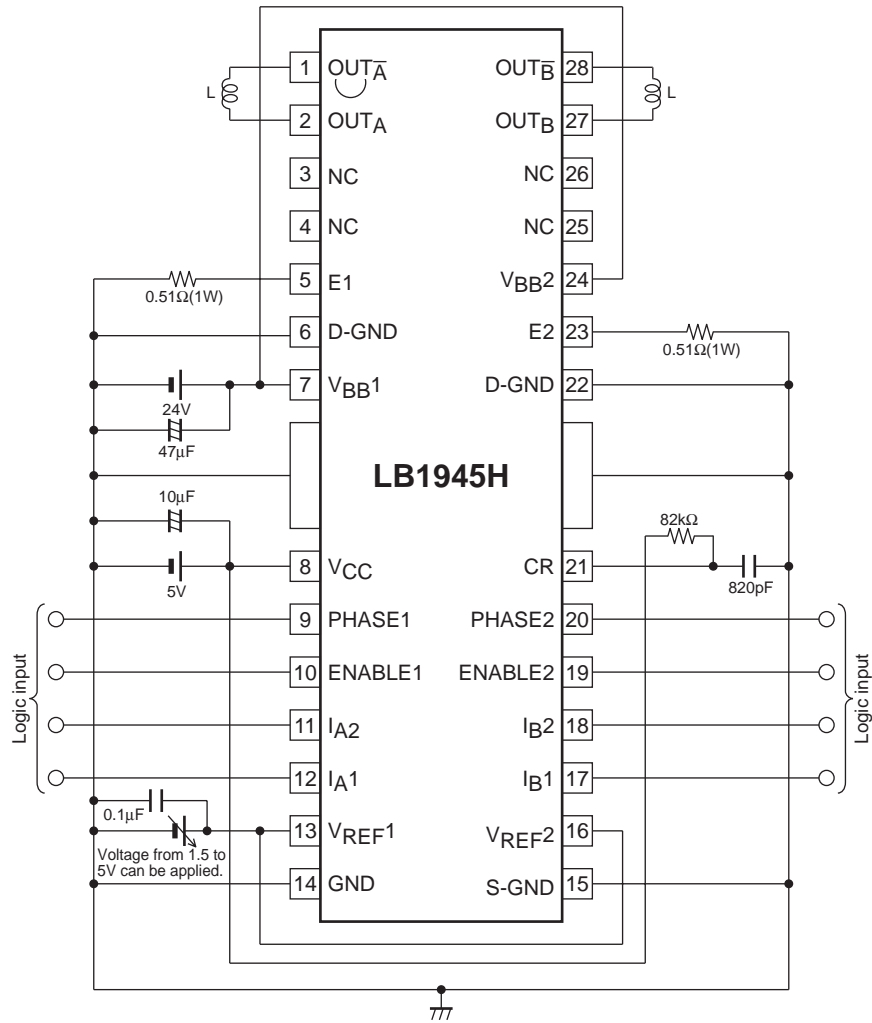 1 OUTA̅ OUTB̅ 28
L L
2 OUTA OUTB 27
3 NC NC 26
4 NC NC 25
5 E1 VBB2 24
0.51Ω(1W)
6 D-GND E2 23
0.51Ω(1W)
7 VBB1 D-GND 22
24V
47μF
LB1945H
10μF
82kΩ
8 VCC CR 21
5V
820pF
9 PHASE1 PHASE2 20
10 ENABLE1 ENABLE2 19
Logic input Logic input
11 IA2 IB2 18
12 IA1 IB1 17
0.1μF
13 VREF1 VREF2 16
Voltage from 1.5 to
5V can be applied.
14 GND S-GND 15